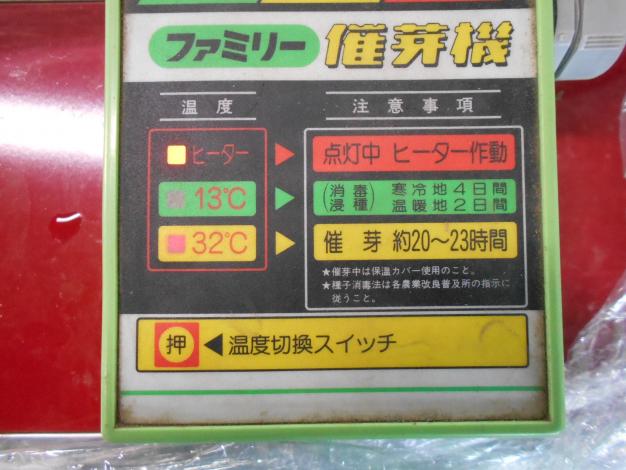 ファミリー 催芽機
温度 注意事項
ヒーター 点灯中 ヒーター作動
13℃ (消毒 浸種) 寒冷地4日間
温暖地2日間
32℃ 催芽 約20～23時間
★催芽中は保温カバー使用のこと。
★種子消毒法は各農業改良普及所の指示に
従うこと。
押 ◀温度切換スイッチ